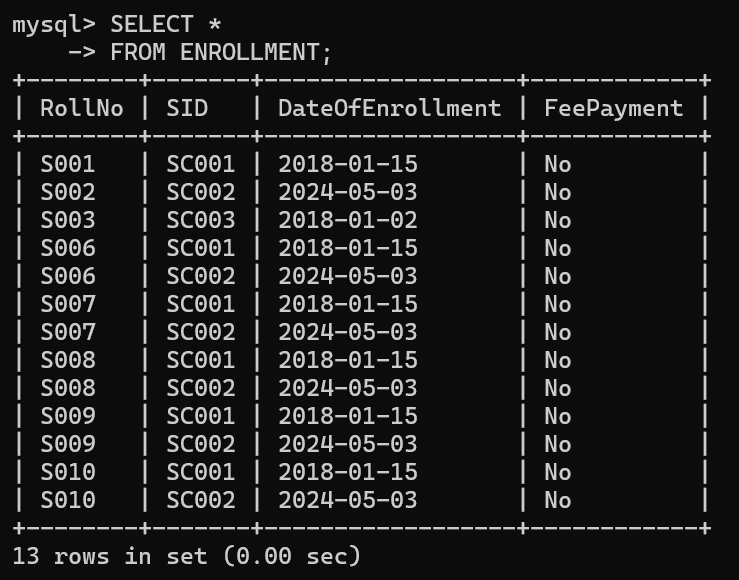 mysql> SELECT *
    -> FROM ENROLLMENT;
+--------+-------+------------------+------------+
| RollNo | SID   | DateOfEnrollment | FeePayment |
+--------+-------+------------------+------------+
| S001   | SC001 | 2018-01-15       | No         |
| S002   | SC002 | 2024-05-03       | No         |
| S003   | SC003 | 2018-01-02       | No         |
| S006   | SC001 | 2018-01-15       | No         |
| S006   | SC002 | 2024-05-03       | No         |
| S007   | SC001 | 2018-01-15       | No         |
| S007   | SC002 | 2024-05-03       | No         |
| S008   | SC001 | 2018-01-15       | No         |
| S008   | SC002 | 2024-05-03       | No         |
| S009   | SC001 | 2018-01-15       | No         |
| S009   | SC002 | 2024-05-03       | No         |
| S010   | SC001 | 2018-01-15       | No         |
| S010   | SC002 | 2024-05-03       | No         |
+--------+-------+------------------+------------+
13 rows in set (0.00 sec)